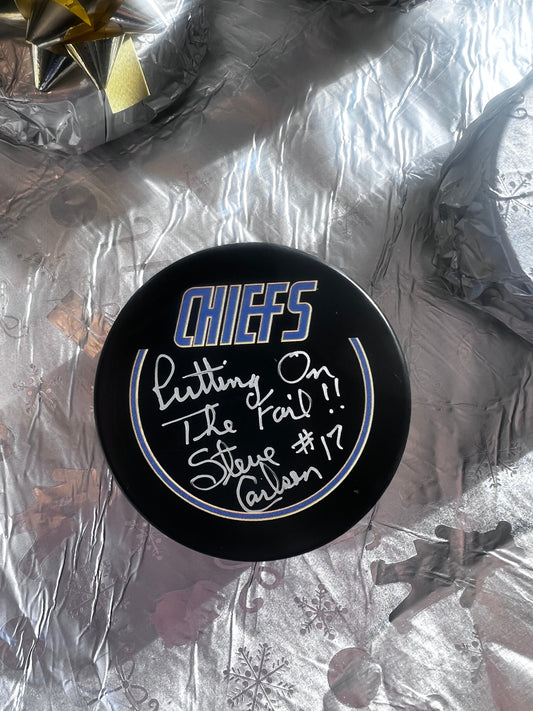 CHIEFS
Putting On
The Foil!!
Steve #17
Carlson